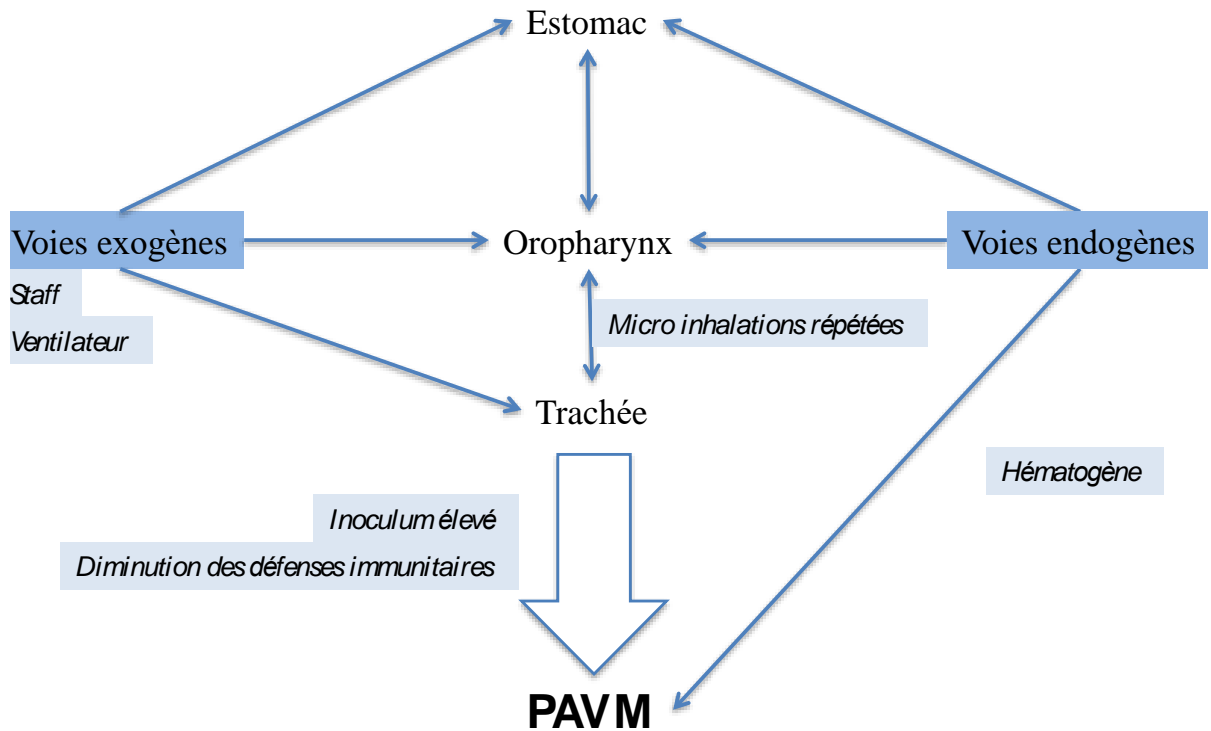 Estomac
Voies exogènes
Oropharynx
Voies endogènes
Staff
Ventilateur
Micro inhalations répétées
Trachée
Hématogène
Inoculum élevé
Diminution des défenses immunitaires
PAVM